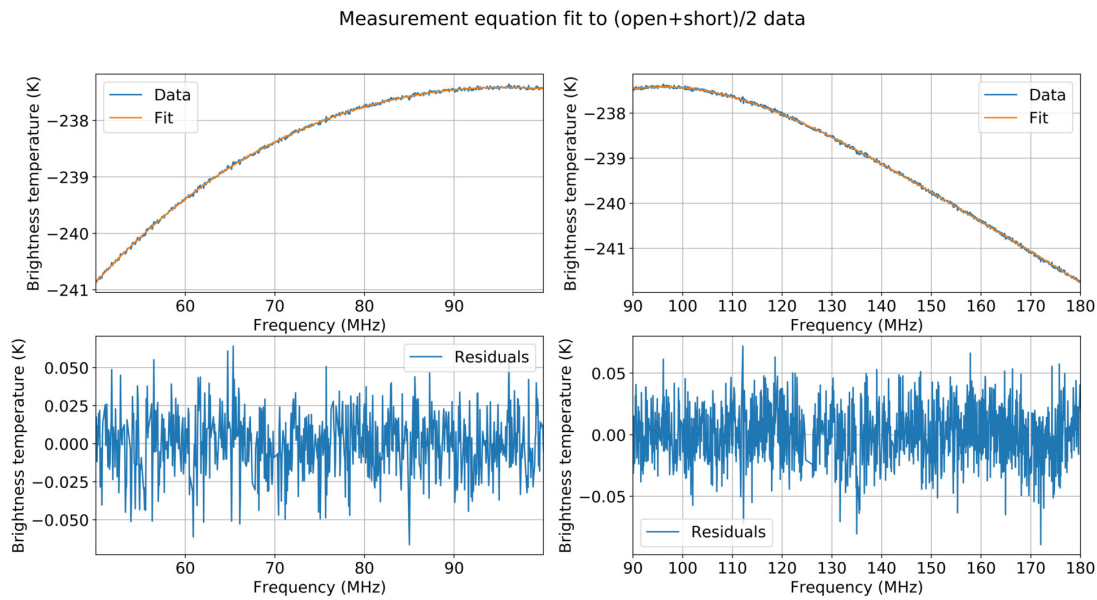 Measurement equation fit to (open+short)/2 data
Brightness temperature (K)
−238
−239
−240
−241
Data
Fit
60 70 80 90
Frequency (MHz)
Brightness temperature (K)
−238
−239
−240
−241
Data
Fit
90 100 110 120 130 140 150 160 170 180
Frequency (MHz)
Brightness temperature (K)
0.050
0.025
0.000
−0.025
−0.050
Residuals
60 70 80 90
Frequency (MHz)
Brightness temperature (K)
0.05
0.00
−0.05
Residuals
90 100 110 120 130 140 150 160 170 180
Frequency (MHz)